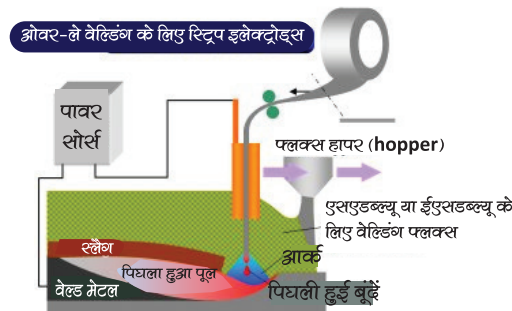 ओवर-ले वेल्डिंग के लिए स्ट्रिप इलेक्ट्रोड्स
पावर
सोर्स
फ्लक्स हापर (hopper)
एसएडब्ल्यू या ईएसडब्ल्यू के
लिए वेल्डिंग फ्लक्स
स्लैग
आर्क
पिघला हुआ पूल
पिघली हुई बूंदें
वेल्ड मेटल